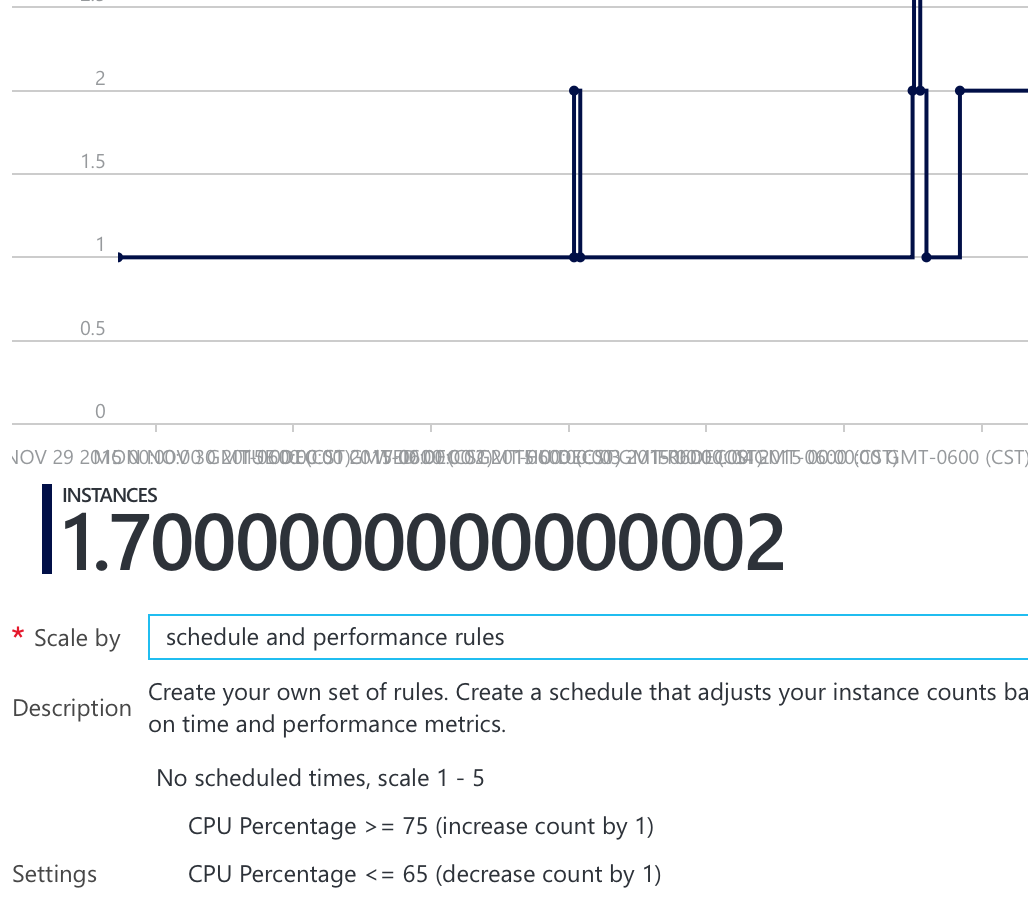 2
1.5
1
0.5
0
NOV 29 2015
GMT-0600 (CST)
INSTANCES
1.7000000000000002
* Scale by
schedule and performance rules
Description
Create your own set of rules. Create a schedule that adjusts your instance counts ba
on time and performance metrics.
No scheduled times, scale 1 - 5
CPU Percentage >= 75 (increase count by 1)
Settings
CPU Percentage <= 65 (decrease count by 1)